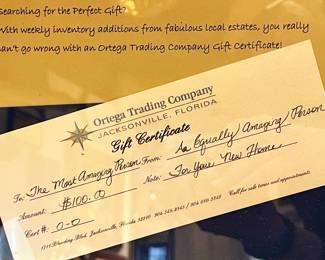 Searching for the Perfect Gift?
With weekly inventory additions from fabulous local estates, you really
can't go wrong with an Ortega Trading Company Gift Certificate!
Ortega Trading Company
JACKSONVILLE, FLORIDA
Gift Certificate
To: The Most Amazing Person From: An Equally Amazing Person
Amount: $100.00 Note: For Your New Home
Cert #: 0-0
Jacksonville, Florida 32210
Call for sale times and appointments.